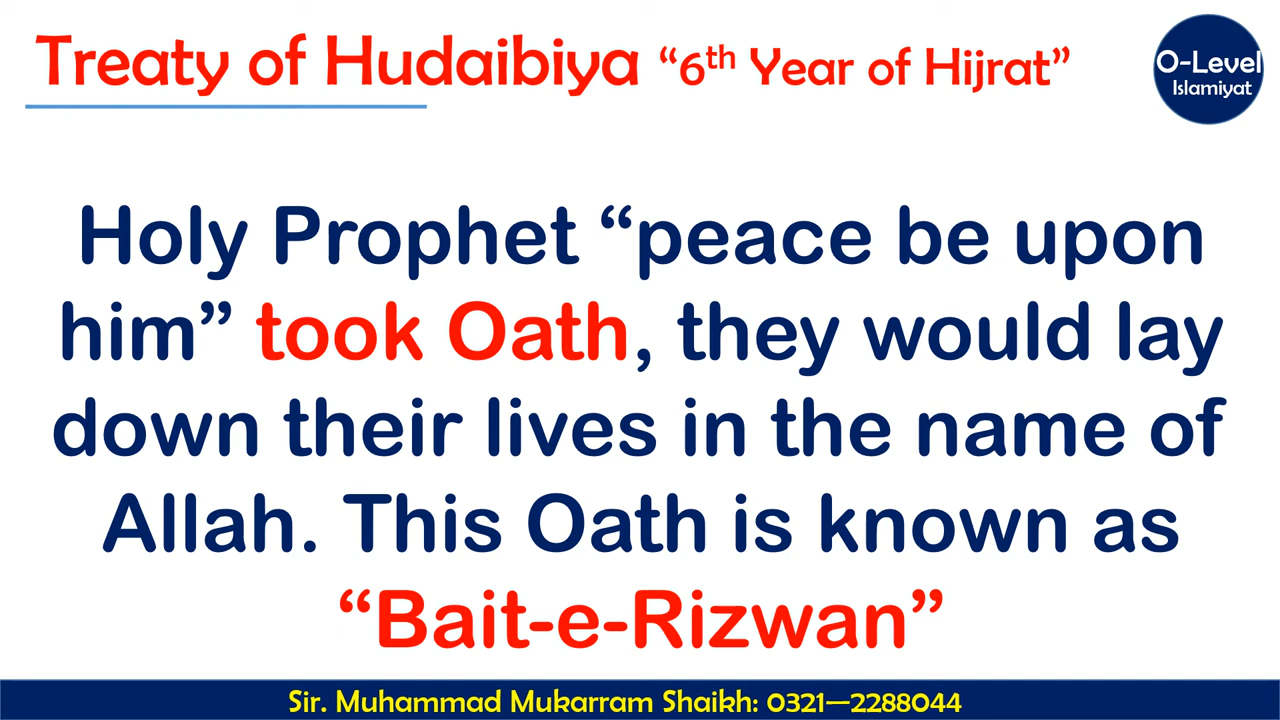 Treaty of Hudaibiya “6th Year of Hijrat”
O-Level
Islamiyat
Holy Prophet “peace be upon
him” took Oath, they would lay
down their lives in the name of
Allah. This Oath is known as
“Bait-e-Rizwan”
Sir. Muhammad Mukarram Shaikh: 0321—2288044